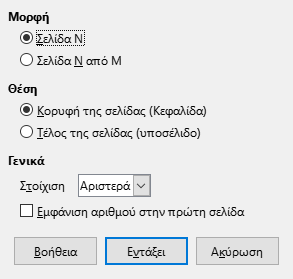 Μορφή
Σελίδα Ν
Σελίδα Ν από Μ
Θέση
Κορυφή της σελίδας (Κεφαλίδα)
Τέλος της σελίδας (υποσέλιδο)
Γενικά
Στοίχιση Αριστερά
Εμφάνιση αριθμού στην πρώτη σελίδα
Βοήθεια Εντάξει Ακύρωση